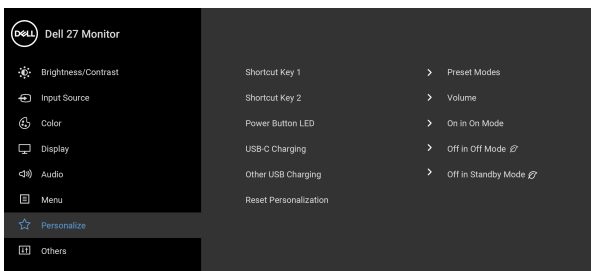 DELL Dell 27 Monitor
Brightness/Contrast
Input Source
Color
Display
Audio
Menu
Personalize
Others
Shortcut Key 1 Preset Modes
Shortcut Key 2 Volume
Power Button LED On in On Mode
USB-C Charging Off in Off Mode
Other USB Charging Off in Standby Mode
Reset Personalization